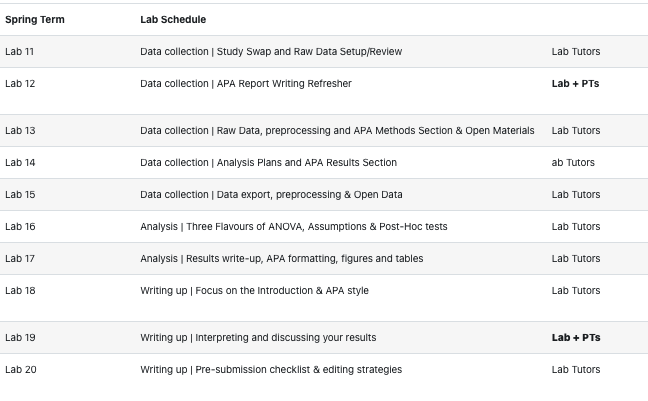 Spring Term Lab Schedule
Lab 11 Data collection | Study Swap and Raw Data Setup/Review Lab Tutors
Lab 12 Data collection | APA Report Writing Refresher Lab + PTs
Lab 13 Data collection | Raw Data, preprocessing and APA Methods Section & Open Materials Lab Tutors
Lab 14 Data collection | Analysis Plans and APA Results Section ab Tutors
Lab 15 Data collection | Data export, preprocessing & Open Data Lab Tutors
Lab 16 Analysis | Three Flavours of ANOVA, Assumptions & Post-Hoc tests Lab Tutors
Lab 17 Analysis | Results write-up, APA formatting, figures and tables Lab Tutors
Lab 18 Writing up | Focus on the Introduction & APA style Lab Tutors
Lab 19 Writing up | Interpreting and discussing your results Lab + PTs
Lab 20 Writing up | Pre-submission checklist & editing strategies Lab Tutors